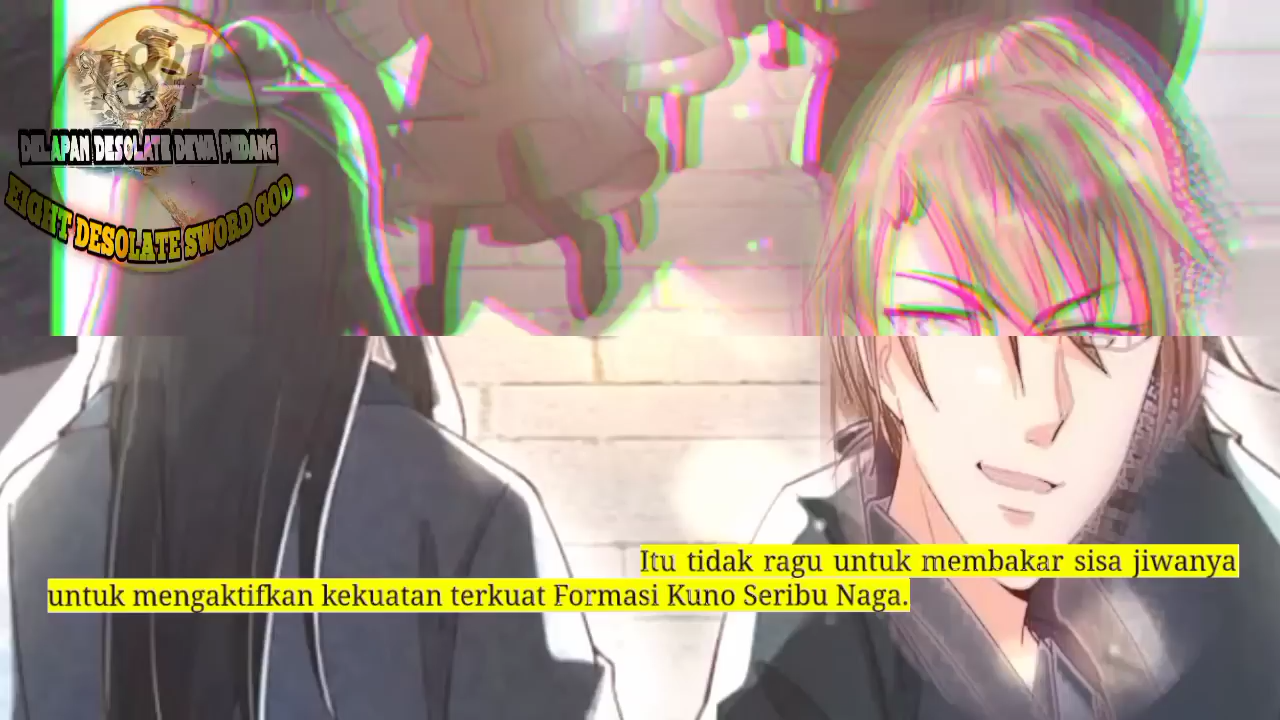 DELAPAN DESOLATE DEWA PEDANG
EIGHT DESOLATE SWORD GOD
Itu tidak ragu untuk membakar sisa jiwanya
untuk mengaktifkan kekuatan terkuat Formasi Kuno Seribu Naga.